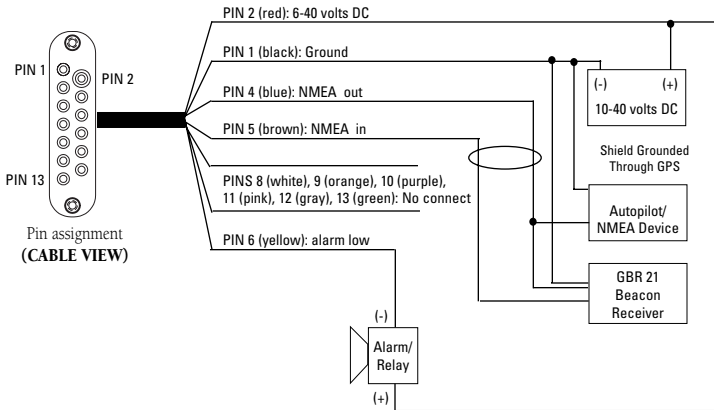 PIN 2 (red): 6-40 volts DC
PIN 1 (black): Ground
PIN 1
PIN 2
(-)
(+)
PIN 4 (blue): NMEA out
10-40 volts DC
PIN 5 (brown): NMEA in
Shield Grounded
Through GPS
PIN 13
PINS 8 (white), 9 (orange), 10 (purple),
11 (pink), 12 (gray), 13 (green): No connect
Autopilot/
NMEA Device
Pin assignment
(CABLE VIEW)
PIN 6 (yellow): alarm low
GBR 21
Beacon
Receiver
(-)
Alarm/
Relay
(+)